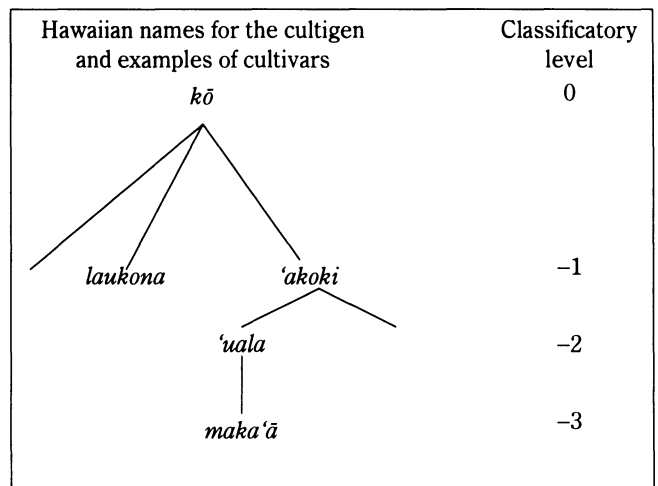 Hawaiian names for the cultigen
and examples of cultivars
Classificatory
level
kō
0
laukona
ʻakoki
–1
ʻuala
–2
makaʻā
–3